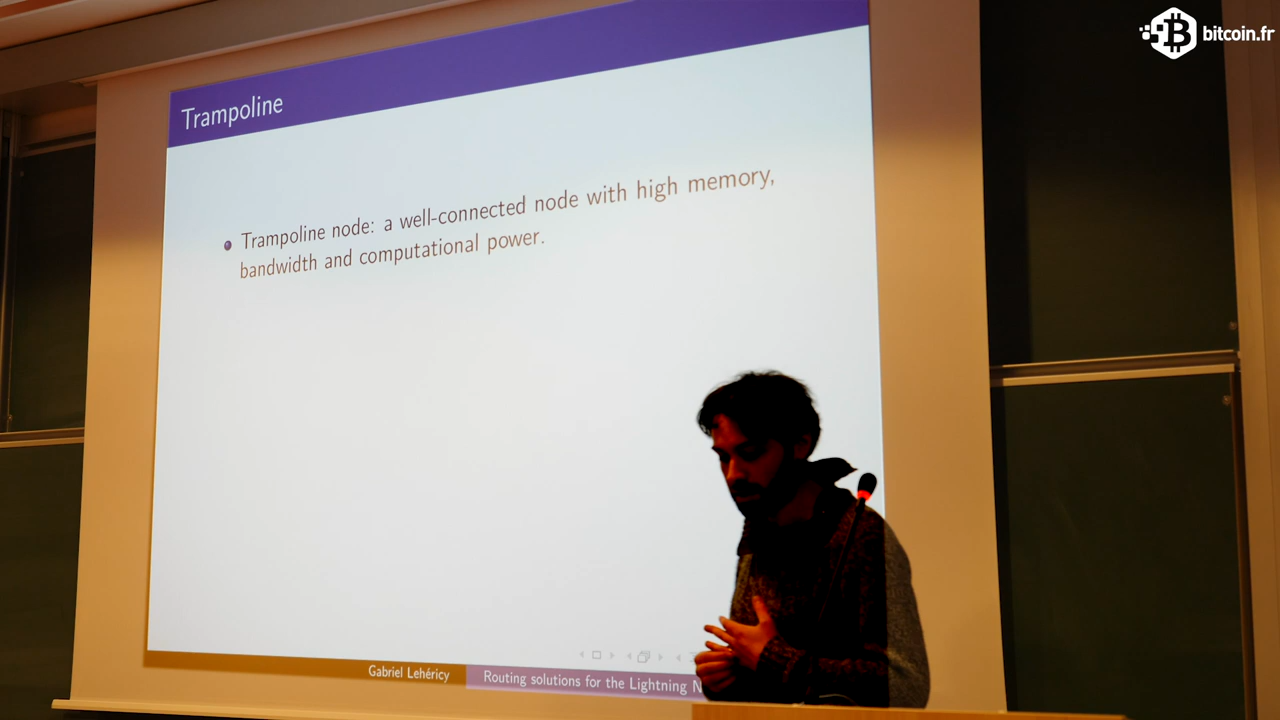 bitcoin.fr
Trampoline
Trampoline node: a well-connected node with high memory,
bandwidth and computational power.
Gabriel Lehéricy
Routing solutions for the Lightning